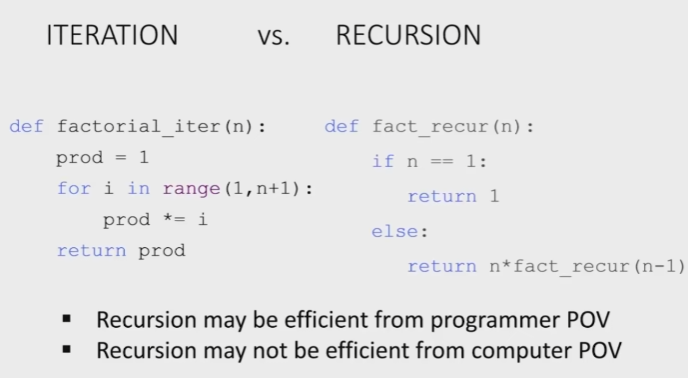 ITERATION vs. RECURSION
def factorial_iter(n):
    prod = 1
    for i in range(1,n+1):
        prod *= i
    return prod
def fact_recur(n):
    if n == 1:
        return 1
    else:
        return n*fact_recur(n-1)
▪ Recursion may be efficient from programmer POV
▪ Recursion may not be efficient from computer POV